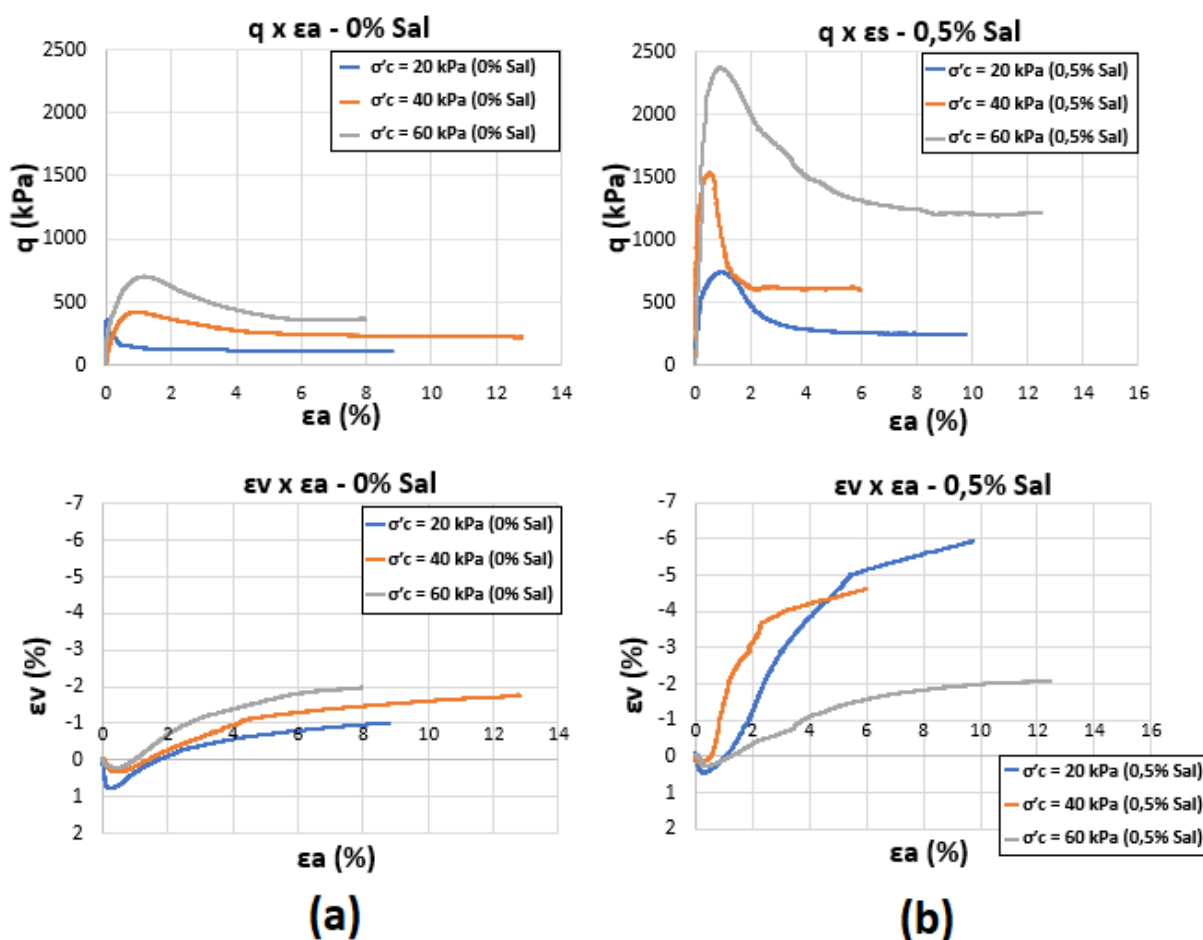 q x εa - 0% Sal
2500
2000
1500
1000
500
0
q (kPa)
σ'c = 20 kPa (0% Sal)
σ'c = 40 kPa (0% Sal)
σ'c = 60 kPa (0% Sal)
0 2 4 6 8 10 12 14
εa (%)
q x εs - 0,5% Sal
2500
2000
1500
1000
500
0
q (kPa)
σ'c = 20 kPa (0,5% Sal)
σ'c = 40 kPa (0,5% Sal)
σ'c = 60 kPa (0,5% Sal)
0 2 4 6 8 10 12 14 16
εa (%)
εv x εa - 0% Sal
-7
-6
-5
-4
-3
-2
-1
0
1
2
εv (%)
σ'c = 20 kPa (0% Sal)
σ'c = 40 kPa (0% Sal)
σ'c = 60 kPa (0% Sal)
0 2 4 6 8 10 12 14
εa (%)
εv x εa - 0,5% Sal
-7
-6
-5
-4
-3
-2
-1
0
1
2
εv (%)
0 2 4 6 8 10 12 14 16
σ'c = 20 kPa (0,5% Sal)
σ'c = 40 kPa (0,5% Sal)
σ'c = 60 kPa (0,5% Sal)
εa (%)
(a)
(b)